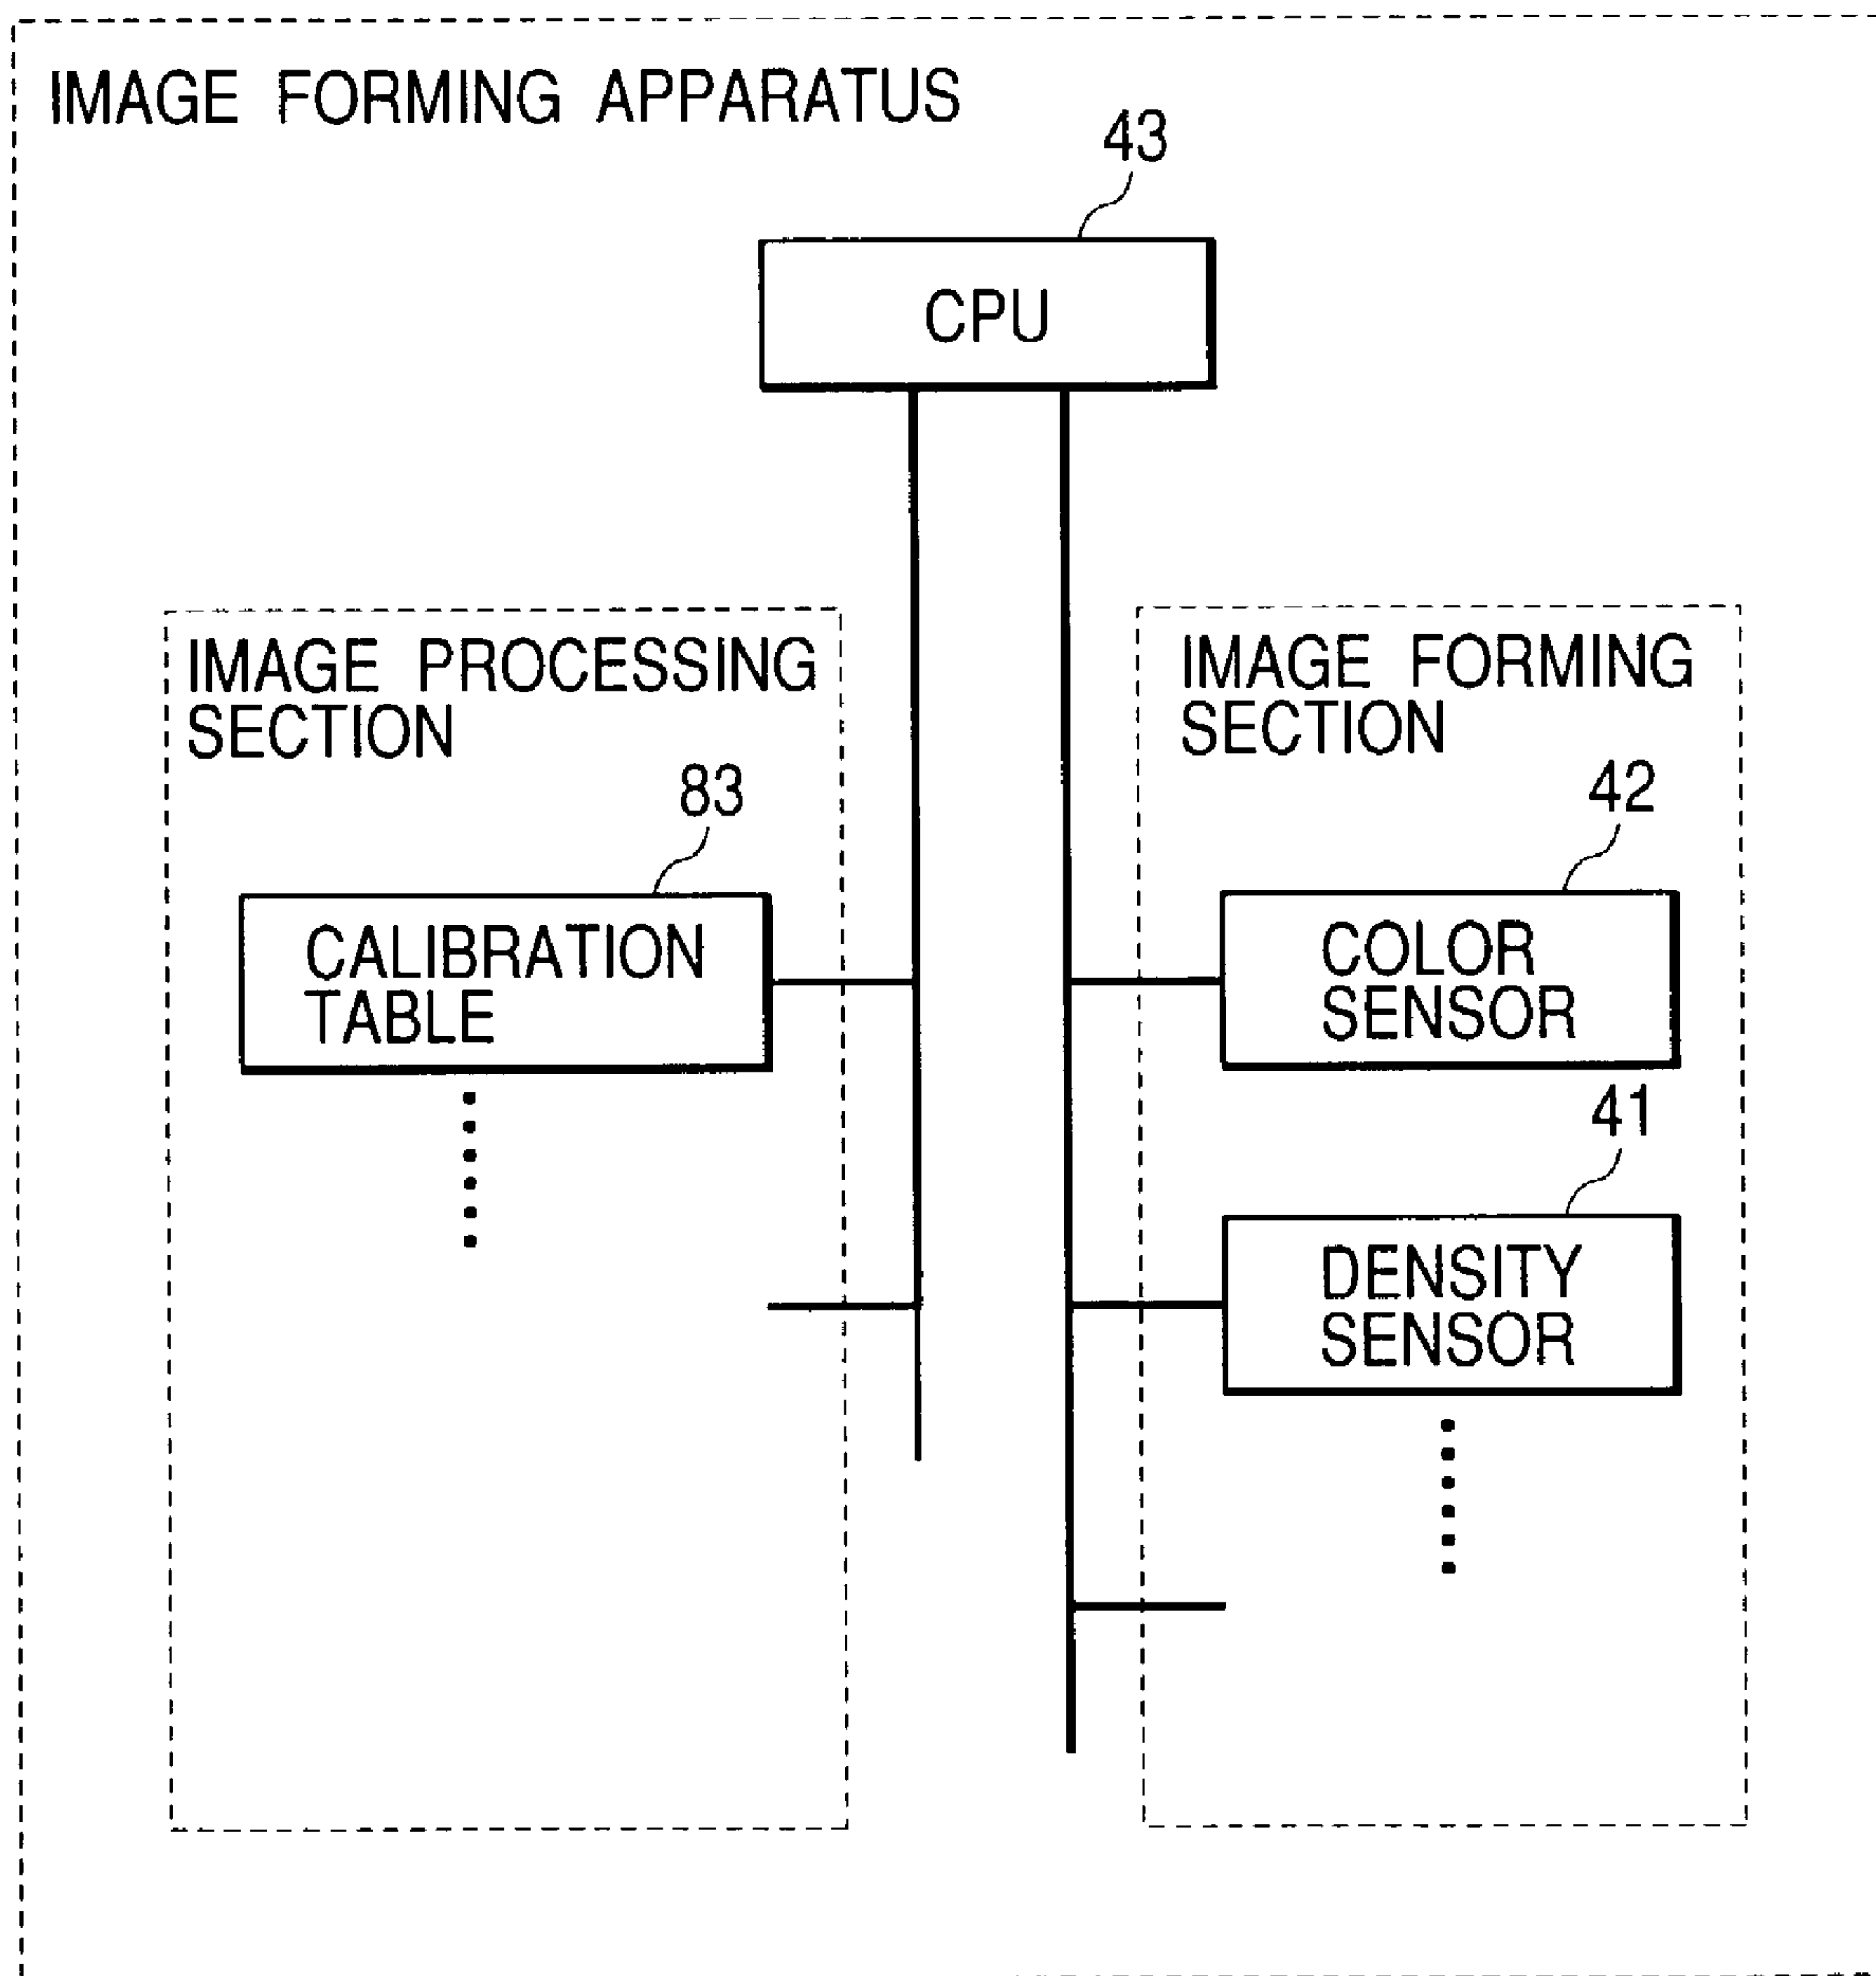 IMAGE FORMING APPARATUS
43
CPU
IMAGE PROCESSING
SECTION
83
CALIBRATION
TABLE
IMAGE FORMING
SECTION
42
COLOR
SENSOR
41
DENSITY
SENSOR